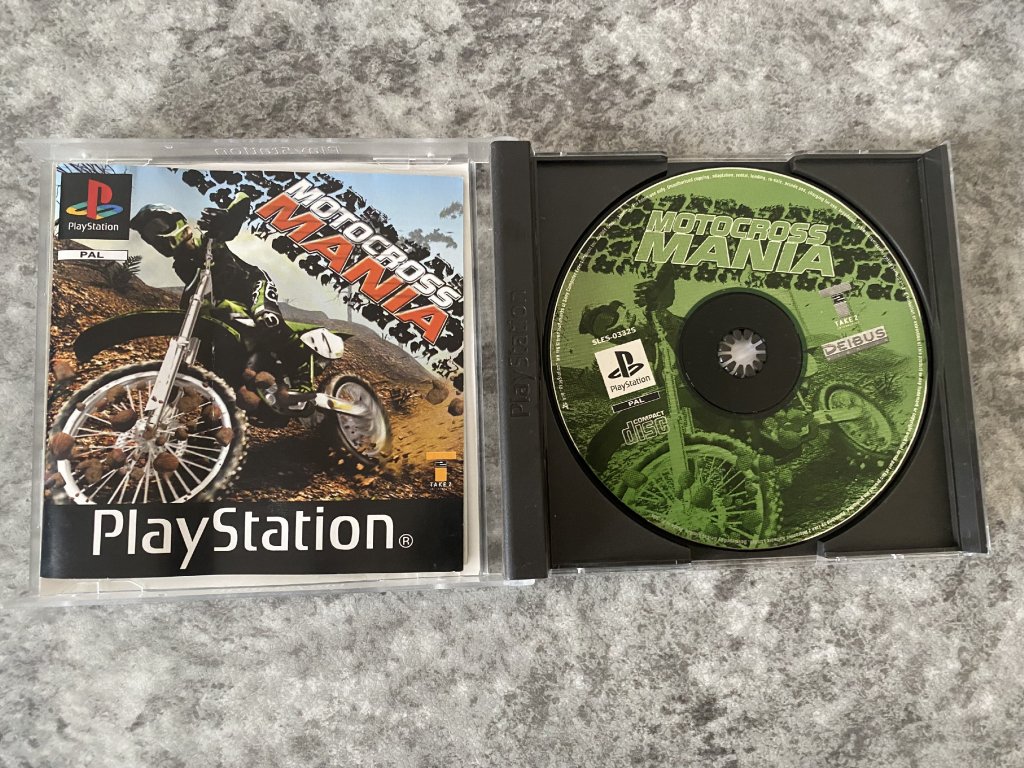 PlayStation
PlayStation
PAL
MOTOCROSS
MANIA
TAKE 2
PlayStation®
PlayStation
MOTOCROSS
MANIA
SLES-03325
TAKE 2
DEIBUS
PlayStation
PAL
COMPACT
disc